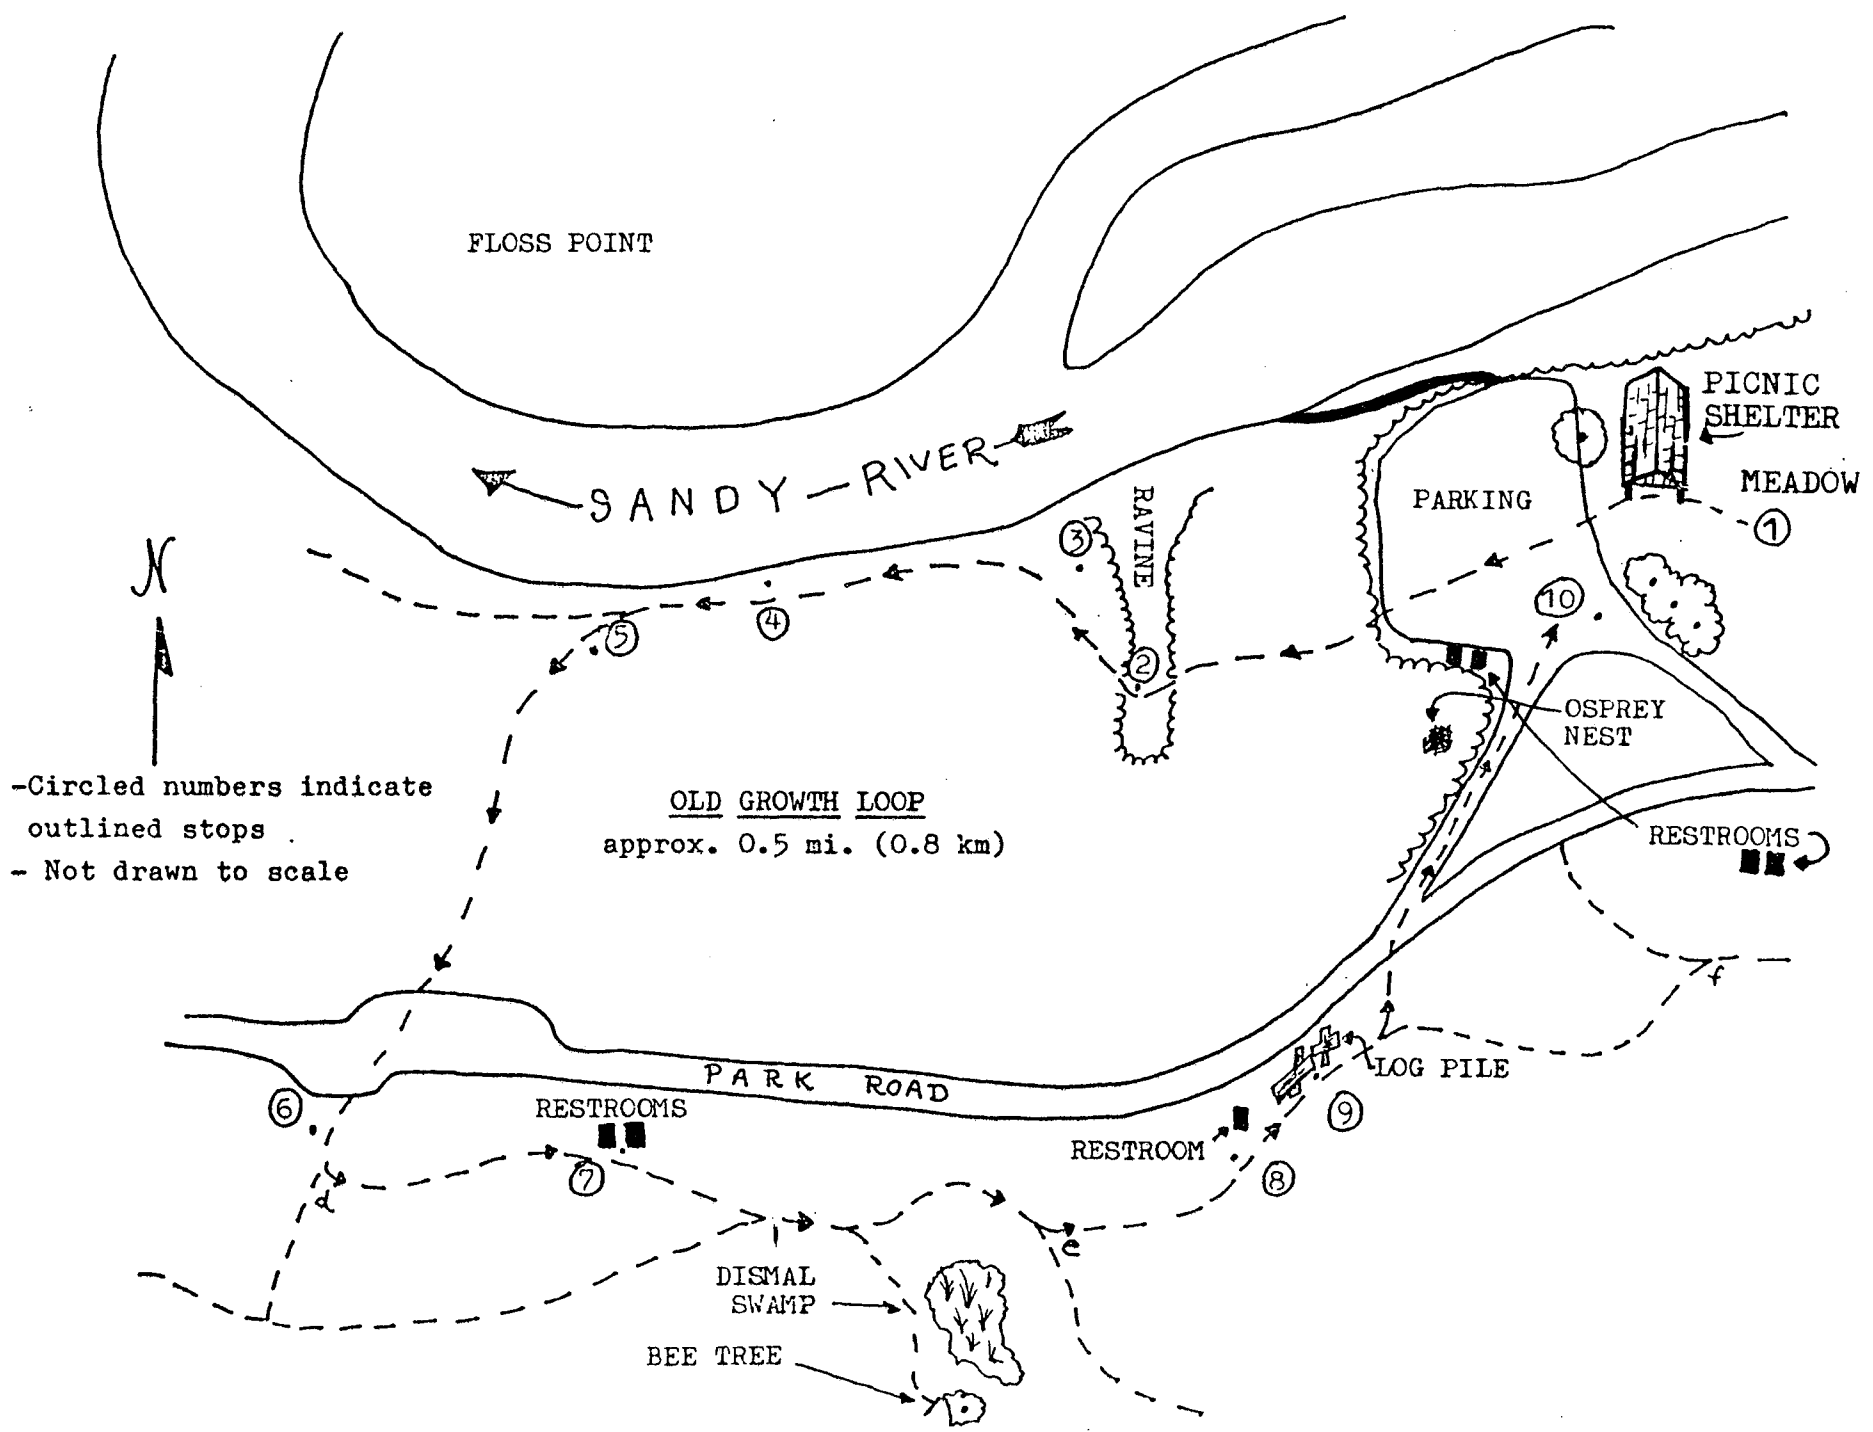 FLOSS POINT
PICNIC
SHELTER
SANDY — RIVER
MEADOW
PARKING
1
RAVINE
3
N
10
4
5
2
OSPREY
NEST
-Circled numbers indicate
outlined stops
- Not drawn to scale
OLD GROWTH LOOP
approx. 0.5 mi. (0.8 km)
RESTROOMS
f
LOG PILE
PARK ROAD
6
RESTROOMS
9
RESTROOM
7
8
d
e
i
DISMAL
SWAMP
BEE TREE